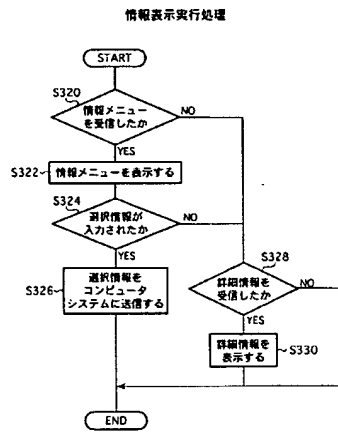 情報表示実行処理
START
S320
情報メニュー
を受信したか
NO
YES
S322
情報メニューを表示する
S324
選択情報が
入力されたか
NO
YES
S326
選択情報を
コンピュータ
システムに送信する
S328
詳細情報を
受信したか
NO
YES
詳細情報を
表示する
S330
END